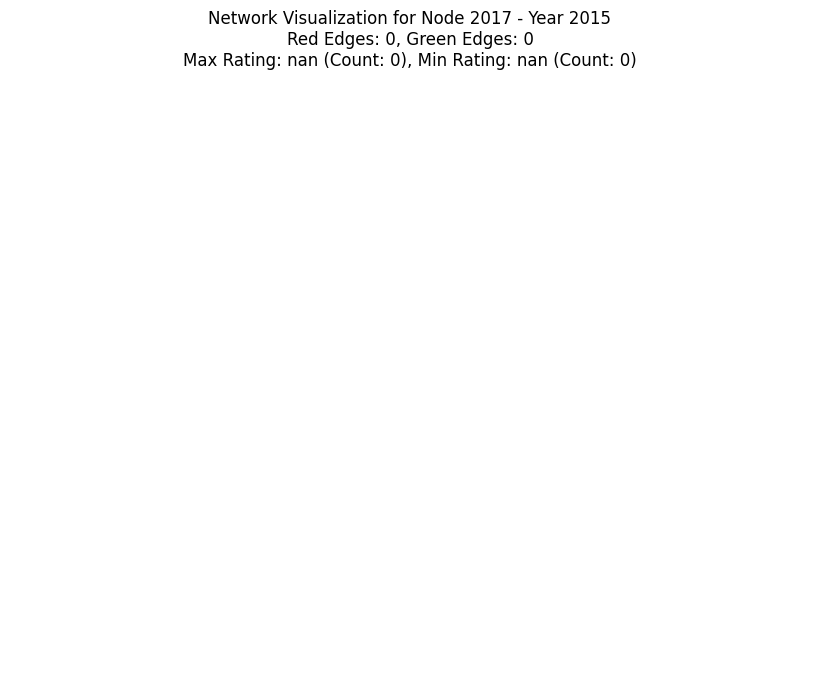 Network Visualization for Node 2017 - Year 2015
Red Edges: 0, Green Edges: 0
Max Rating: nan (Count: 0), Min Rating: nan (Count: 0)